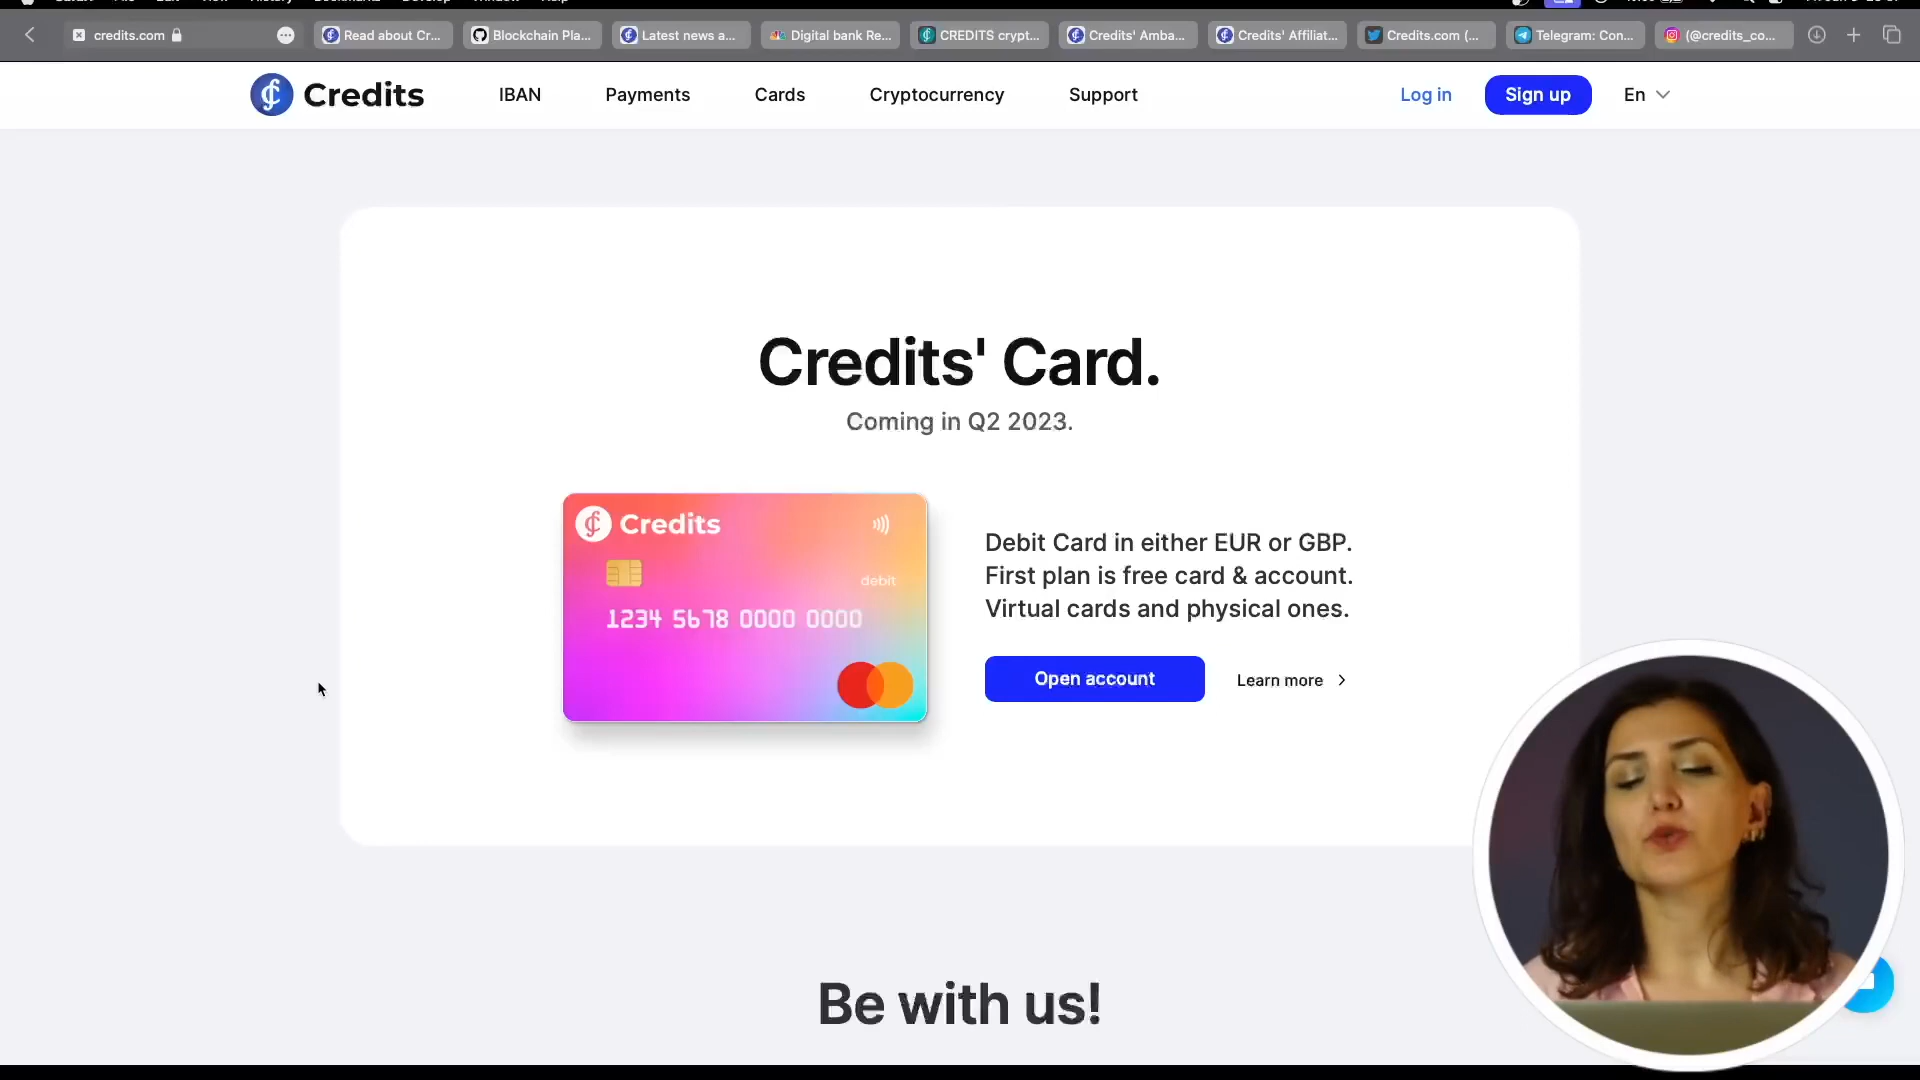 credits.com
Read about Cr...
Blockchain Pla...
Latest news a...
Digital bank Re...
CREDITS crypt...
Credits' Amba...
Credits' Affiliat...
Credits.com (...
Telegram: Con...
(@credits_co...
Credits
IBAN
Payments
Cards
Cryptocurrency
Support
Log in
Sign up
En
Credits' Card.
Coming in Q2 2023.
Credits
debit
1234 5678 0000 0000
Debit Card in either EUR or GBP.
First plan is free card & account.
Virtual cards and physical ones.
Open account
Learn more
Be with us!